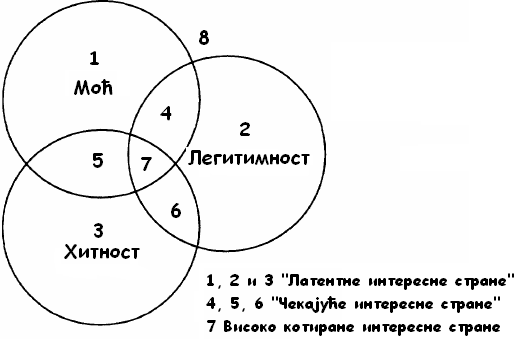 8
1
Моћ
4
2
Легитимност
5
7
6
3
Хитност
1, 2 и 3 "Латентне интересне стране"
4, 5, 6 "Чекајуће интересне стране"
7 Високо котиране интересне стране